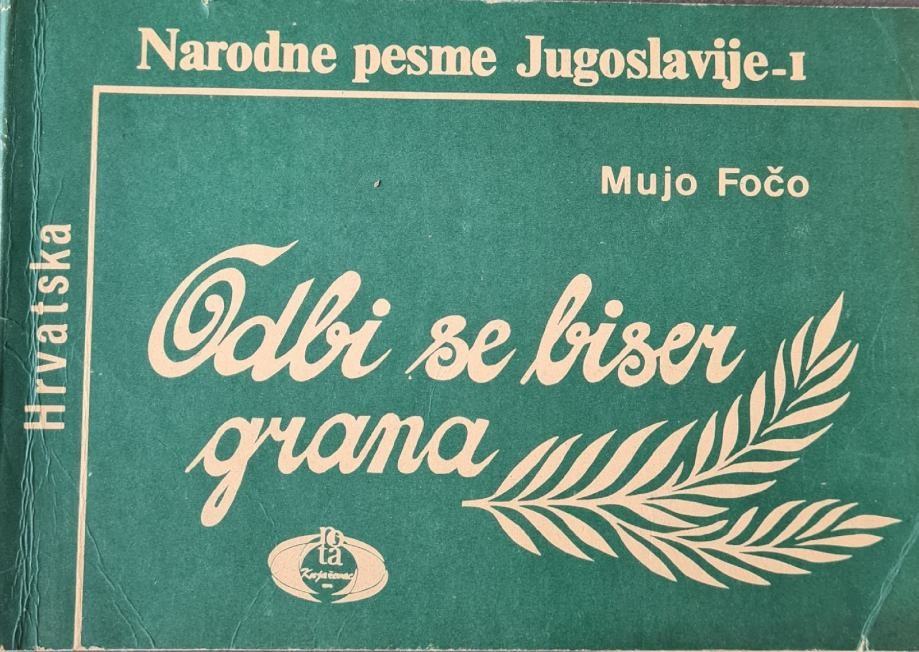 Narodne pesme Jugoslavije-I
Mujo Fočo
Hrvatska
Odbi se biser
grana
nota
Knjaževac